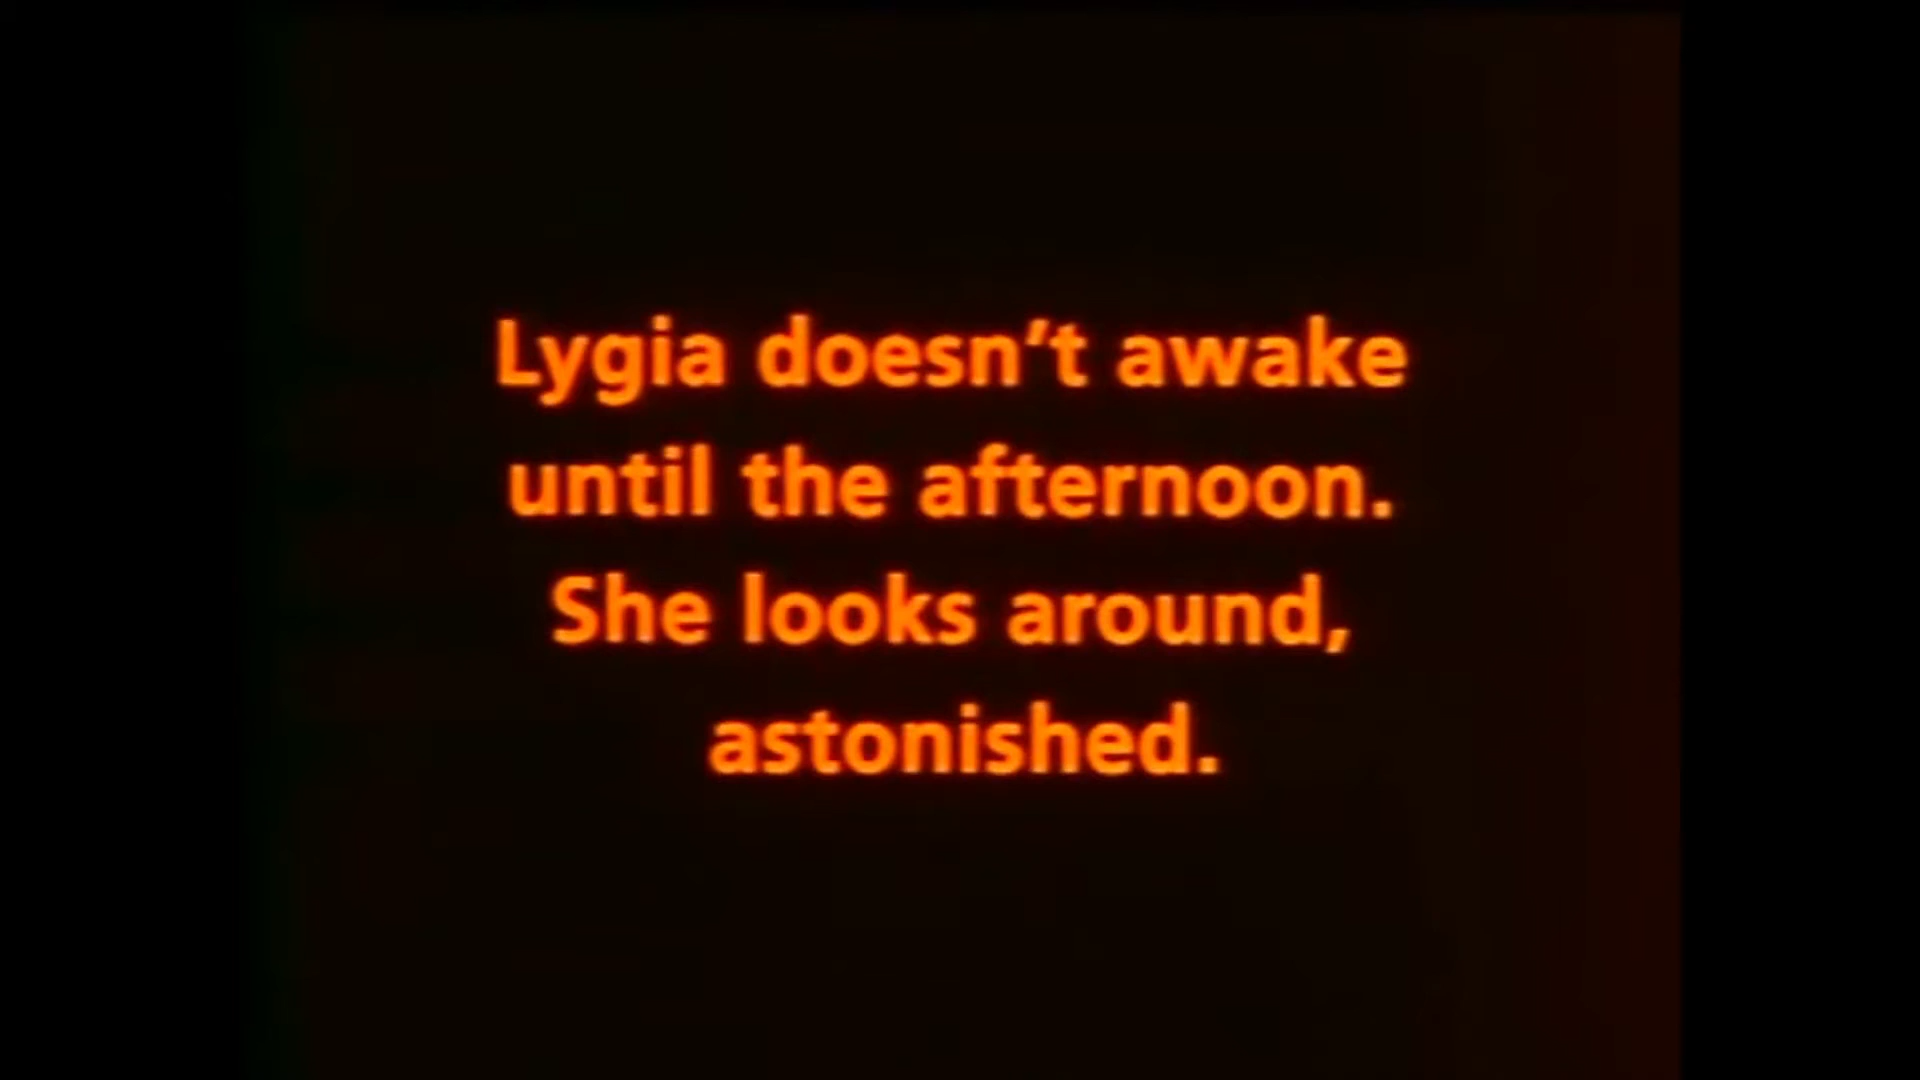 Lygia doesn’t awake
until the afternoon.
She looks around,
astonished.